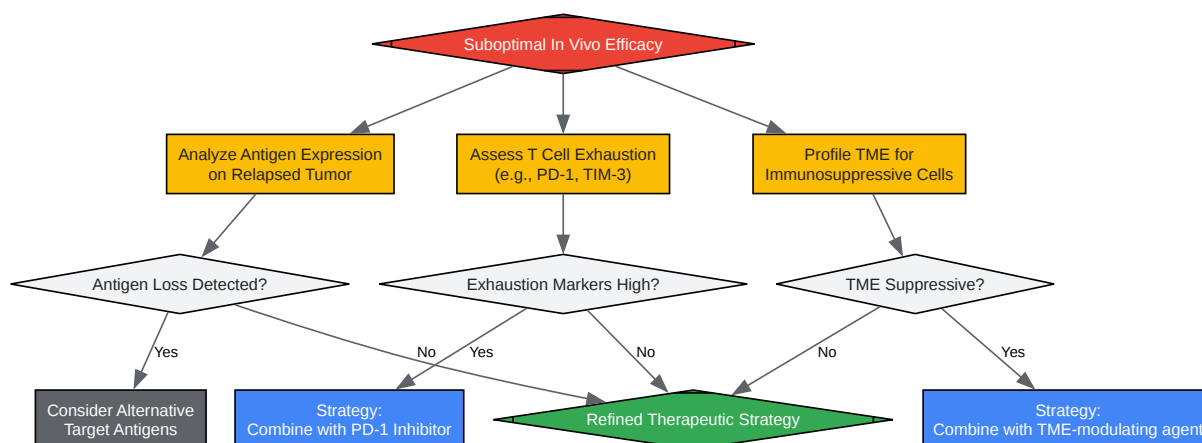 Suboptimal In Vivo Efficacy
Analyze Antigen Expression
on Relapsed Tumor
Assess T Cell Exhaustion
(e.g., PD-1, TIM-3)
Profile TME for
Immunosuppressive Cells
Antigen Loss Detected?
Exhaustion Markers High?
TME Suppressive?
Yes
No
Yes
No
No
Yes
Consider Alternative
Target Antigens
Strategy:
Combine with PD-1 Inhibitor
Refined Therapeutic Strategy
Strategy:
Combine with TME-modulating agent